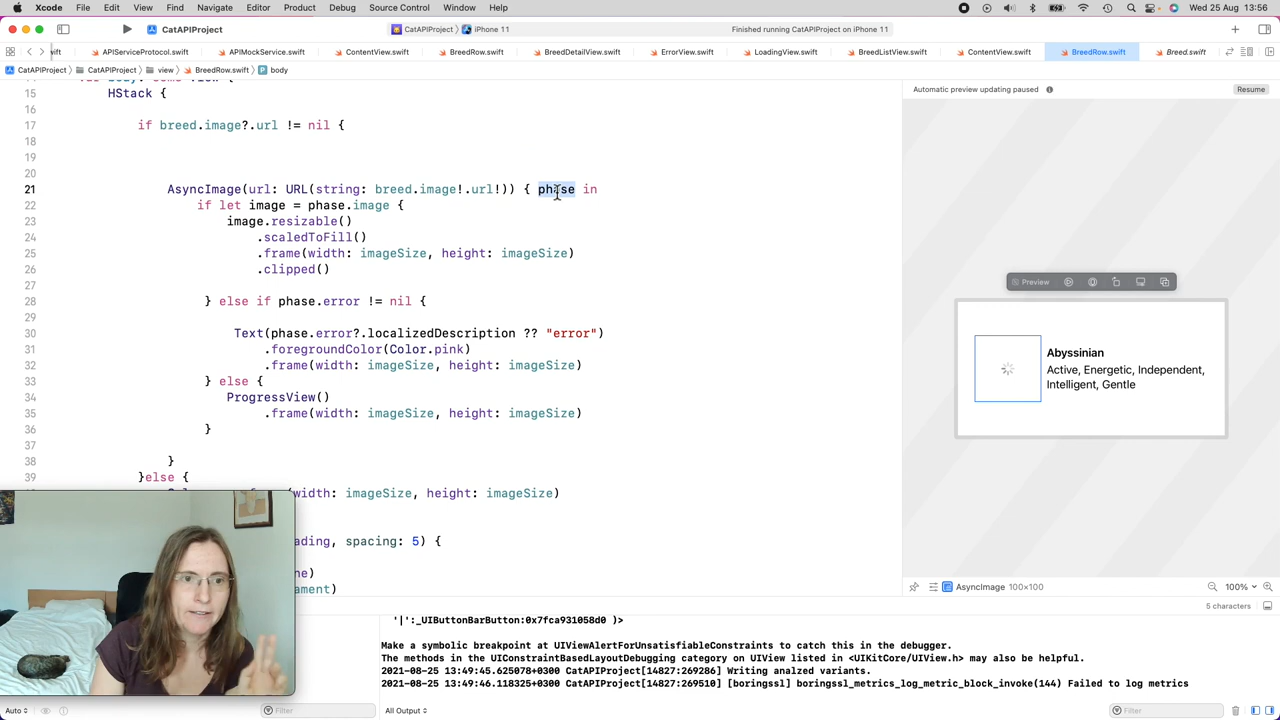 Xcode File Edit View Find Navigate Editor Product Debug Source Control Window Help Wed 25 Aug 13:56
CatAPIProject CatAPIProject 〉 iPhone 11 Finished running CatAPIProject on iPhone 11
ift APIServiceProtocol.swift APIMockService.swift ContentView.swift BreedRow.swift BreedDetailView.swift ErrorView.swift LoadingView.swift BreedListView.swift ContentView.swift BreedRow.swift Breed.swift
CatAPIProject 〉 CatAPIProject 〉 view 〉 BreedRow.swift 〉 P body
Automatic preview updating paused Resume
15 HStack {
16
17 if breed.image?.url != nil {
18
19
20
21 AsyncImage(url: URL(string: breed.image!.url!)) { phase in
22 if let image = phase.image {
23 image.resizable()
24 .scaledToFill()
25 .frame(width: imageSize, height: imageSize)
26 .clipped()
27
28 } else if phase.error != nil {
29
30 Text(phase.error?.localizedDescription ?? "error")
31 .foregroundColor(Color.pink)
32 .frame(width: imageSize, height: imageSize)
33 } else {
34 ProgressView()
35 .frame(width: imageSize, height: imageSize)
36 }
37
38 }
39 }else {
(width: imageSize, height: imageSize)
ading, spacing: 5) {
ne)
ament)
Preview
Abyssinian
Active, Energetic, Independent,
Intelligent, Gentle
AsyncImage 100×100 100%
5 characters
'|':_UIButtonBarButton:0x7fca931058d0 )>
Make a symbolic breakpoint at UIViewAlertForUnsatisfiableConstraints to catch this in the debugger.
The methods in the UIConstraintBasedLayoutDebugging category on UIView listed in <UIKitCore/UIView.h> may also be helpful.
2021-08-25 13:49:45.625078+0300 CatAPIProject[14827:269286] Writing analzed variants.
2021-08-25 13:49:46.118325+0300 CatAPIProject[14827:269510] [boringssl] boringssl_metrics_log_metric_block_invoke(144) Failed to log metrics
Auto Filter All Output Filter